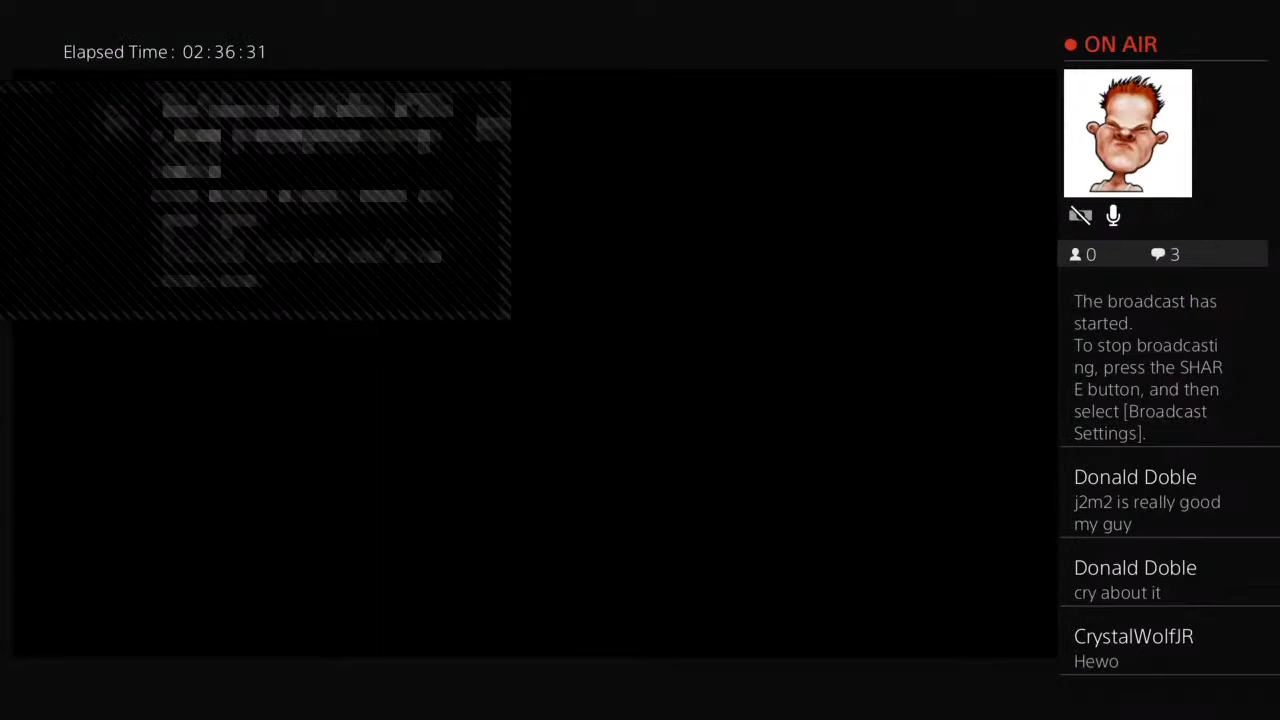 Elapsed Time: 02:36:31
ON AIR
0 3
The broadcast has
started.
To stop broadcasti
ng, press the SHAR
E button, and then
select [Broadcast
Settings].
Donald Doble
j2m2 is really good
my guy
Donald Doble
cry about it
CrystalWolfJR
Hewo